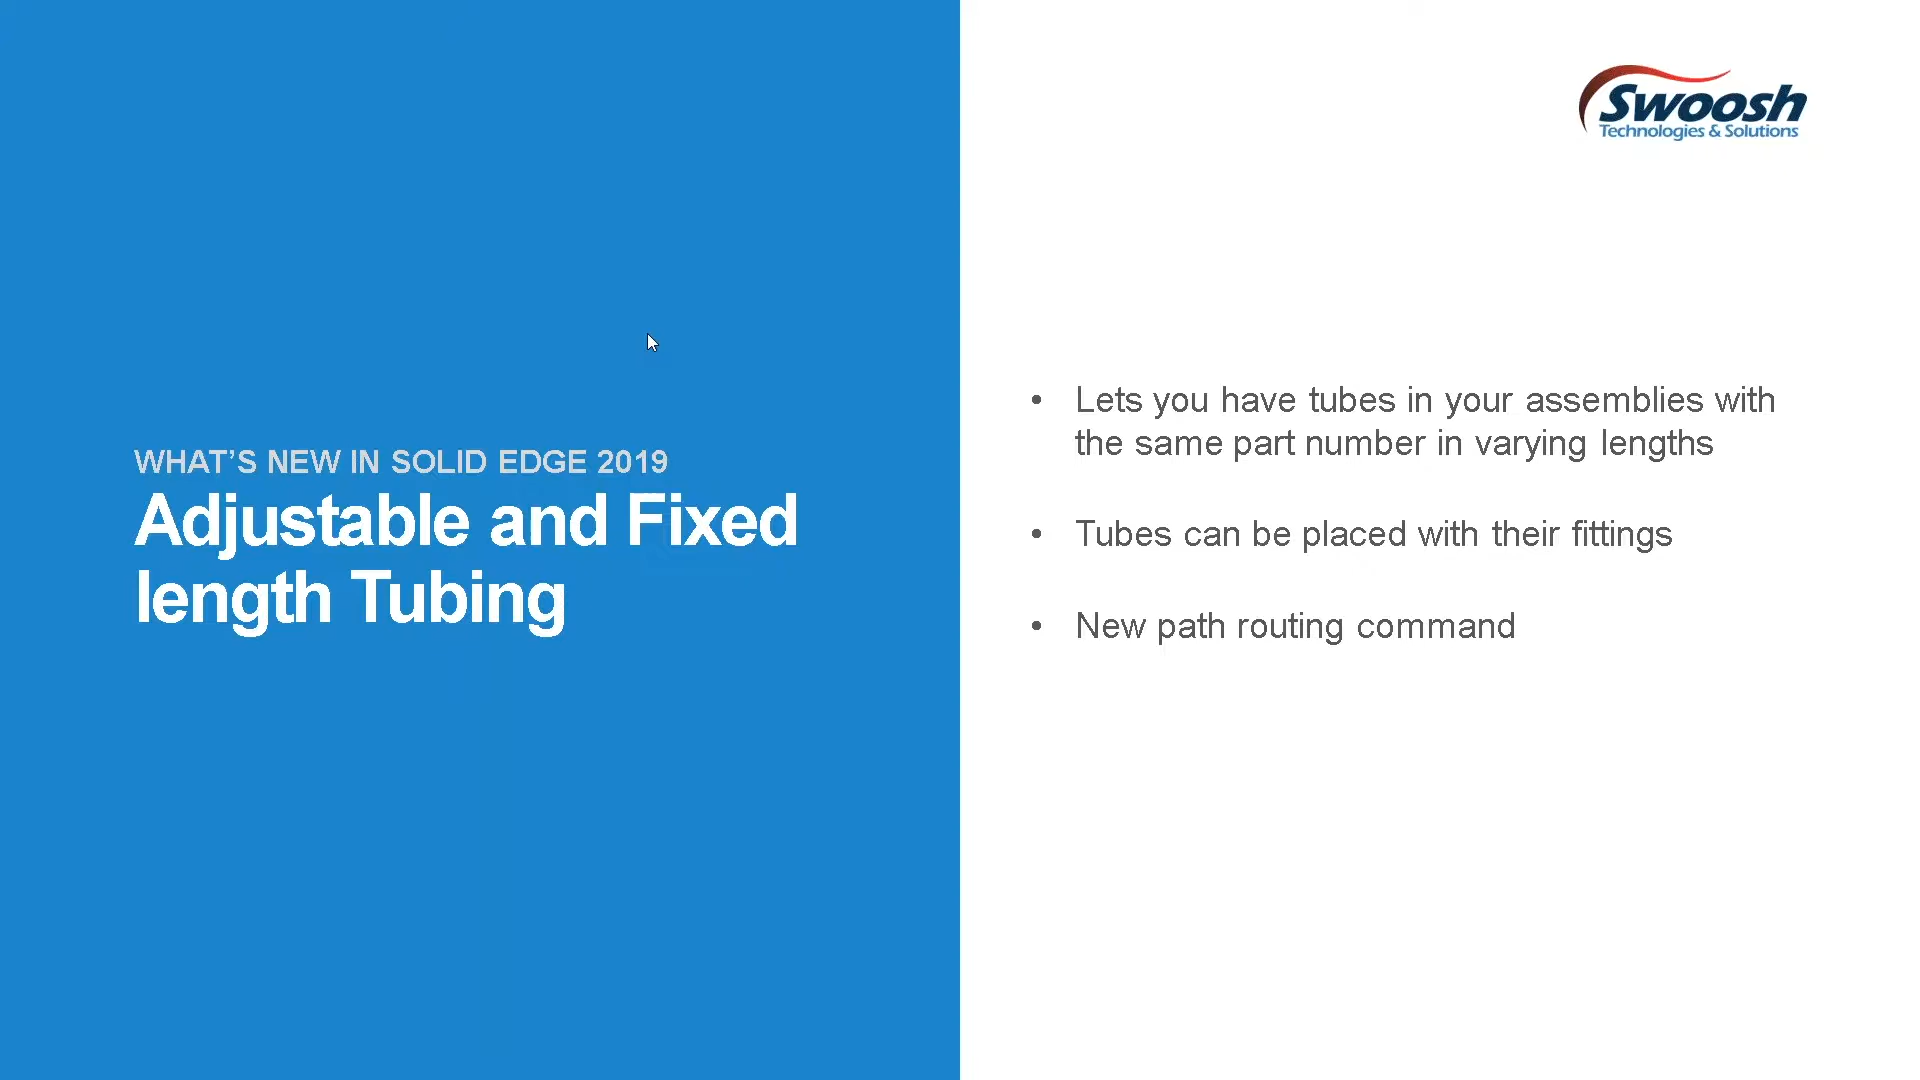 Swoosh
Technologies & Solutions
WHAT’S NEW IN SOLID EDGE 2019
Adjustable and Fixed
length Tubing
• Lets you have tubes in your assemblies with
the same part number in varying lengths
• Tubes can be placed with their fittings
• New path routing command